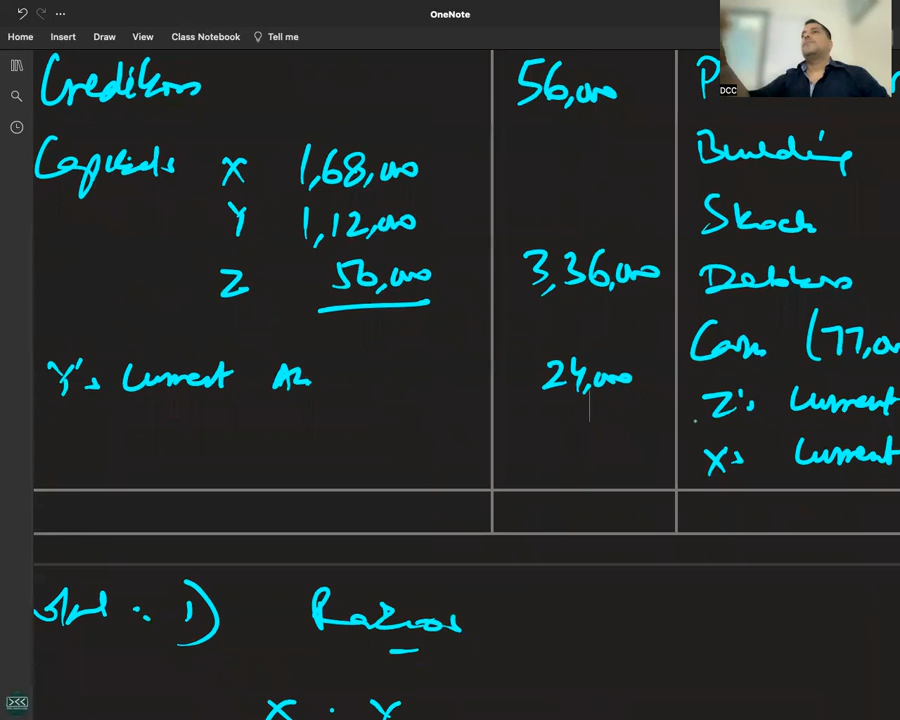 OneNote
Home Insert Draw View Class Notebook Tell me
DCC
Creditors 56,000
Capitals X 1,68,000 Building
Y 1,12,000 Stock
Z 56,000 3,36,000 Debtors
Cash (77,00
Y's Current A/c 24,000 Z's Current
X's Current
1) Ratios
X : Y